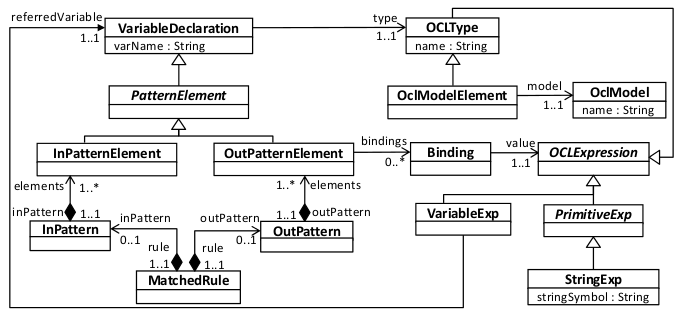 referredVariable
VariableDeclaration
type
OCLType
1..1
varName : String
1..1
name : String
PatternElement
OclModelElement
model
OclModel
1..1
name : String
InPatternElement
OutPatternElement
bindings
Binding
value
OCLExpression
0..*
1..1
elements
1..*
1..*
elements
inPattern
1..1
inPattern
outPattern
1..1
outPattern
VariableExp
PrimitiveExp
InPattern
0..1
0..1
OutPattern
rule
rule
1..1
1..1
MatchedRule
StringExp
stringSymbol : String